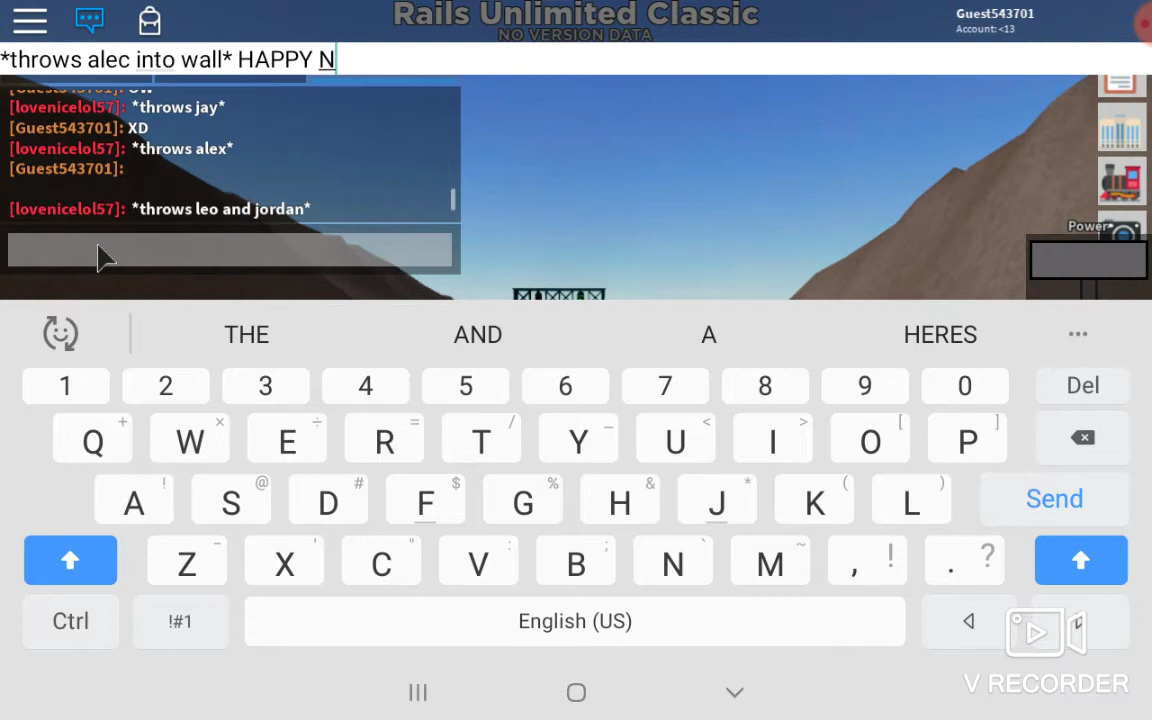 Rails Unlimited Classic
NO VERSION DATA
Guest543701
Account: <13
*throws alec into wall* HAPPY N
[Guest543701]: OW
[lovenicelol57]: *throws jay*
[Guest543701]: XD
[lovenicelol57]: *throws alex*
[Guest543701]:
[lovenicelol57]: *throws leo and jordan*
Power
THE AND A HERES ...
1 2 3 4 5 6 7 8 9 0 Del
+ × ÷ = / _ < > [ ]
Q W E R T Y U I O P
! @ # $ % & * ( )
A S D F G H J K L Send
- ' " : ; ` ~ ! ?
Z X C V B N M , .
Ctrl !#1 English (US)
V RECORDER